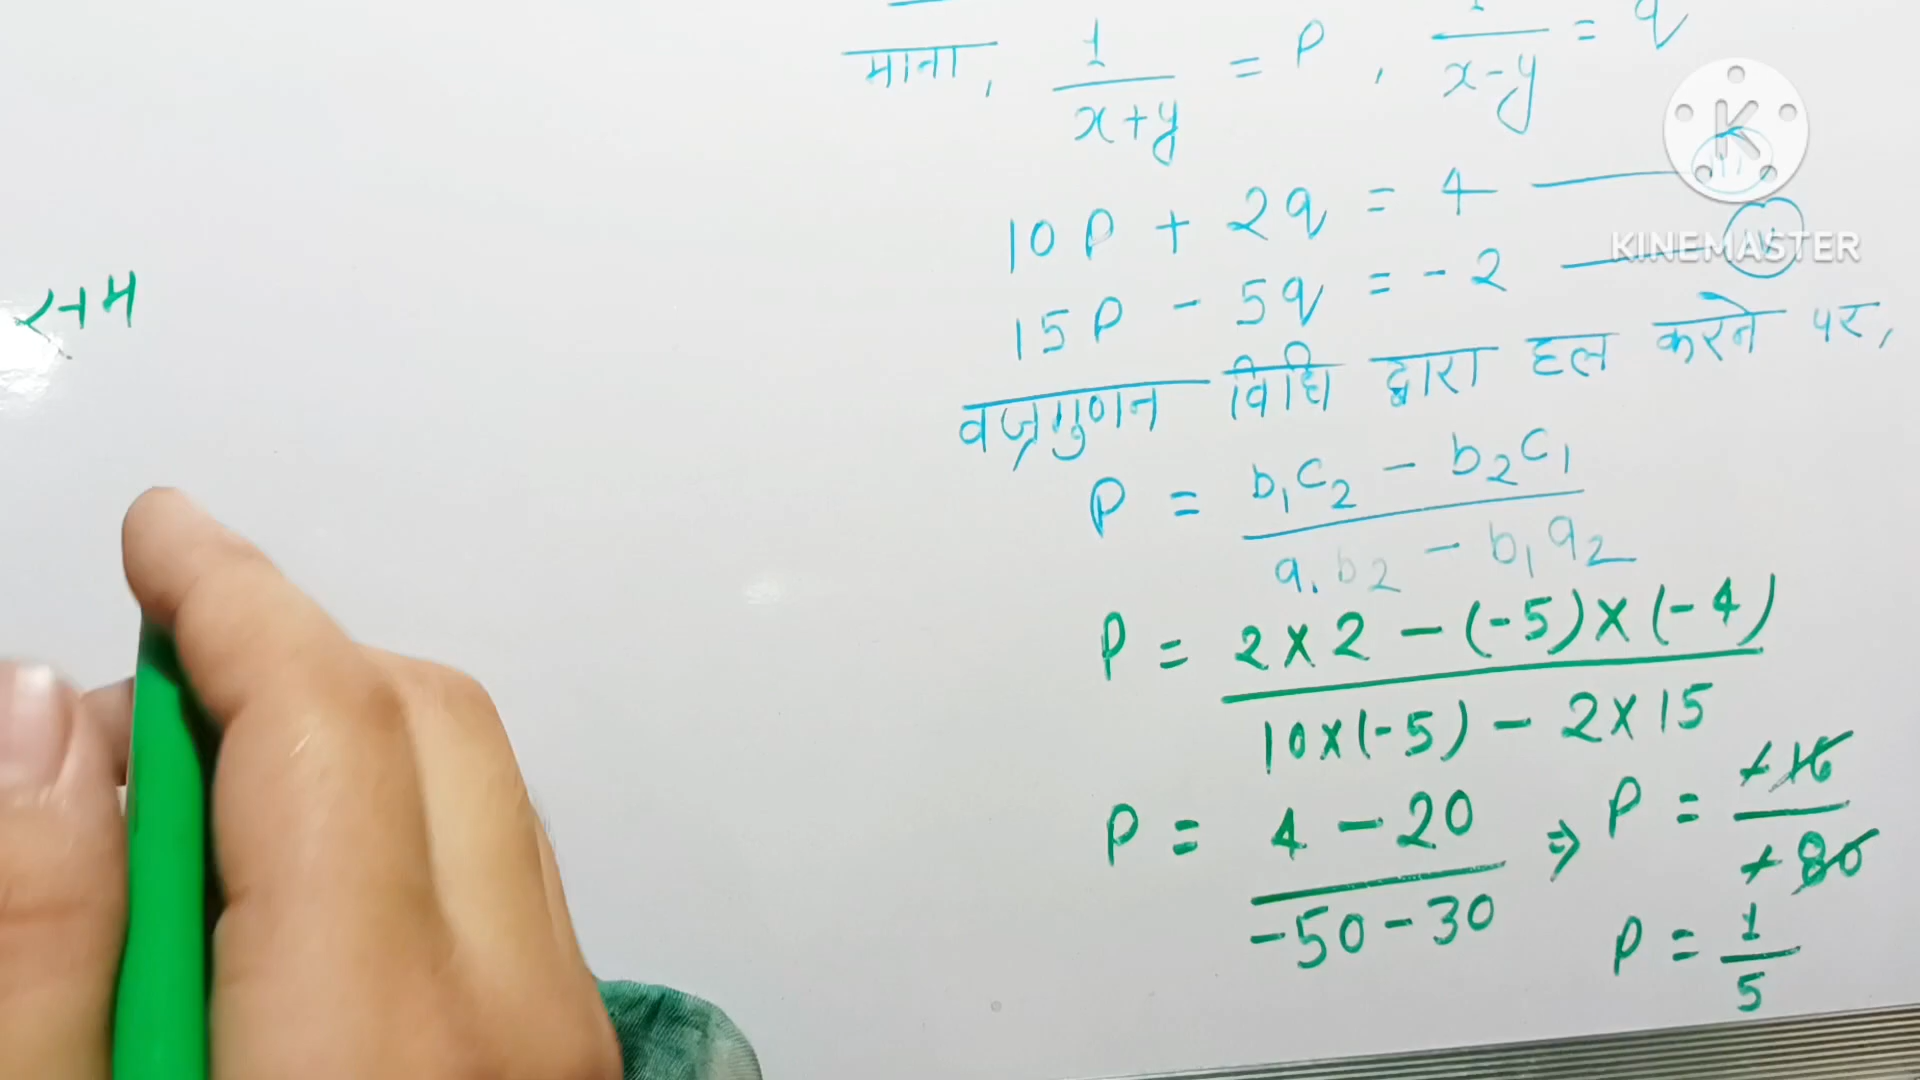 माना, 1/(x+y) = P, 1/(x-y) = q
10P + 2q = 4
15P - 5q = -2
वज्रगुणन विधि द्वारा हल करने पर,
P = (b₁c₂ - b₂c₁)/(a₁b₂ - b₁a₂)
P = (2×2 - (-5)×(-4))/(10×(-5) - 2×15)
P = (4 - 20)/(-50 - 30) ⇒ P = +16/+80
P = 1/5
KINEMASTER